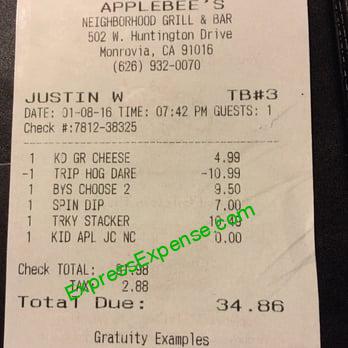 APPLEBEE'S
NEIGHBORHOOD GRILL & BAR
502 W. Huntington Drive
Monrovia, CA 91016
(626) 932-0070
JUSTIN W TB#3
DATE: 01-08-16 TIME: 07:42 PM GUESTS: 1
Check #:7812-38325
1 KD GR CHEESE 4.99
-1 TRIP HOG DARE -10.99
1 BYS CHOOSE 2 9.50
1 SPIN DIP 7.00
1 TRKY STACKER 10.49
1 KID APL JC NC 0.00
Check TOTAL:
TAX: 2.88
Total Due: 34.86
Gratuity Examples
ExpressExpense.com